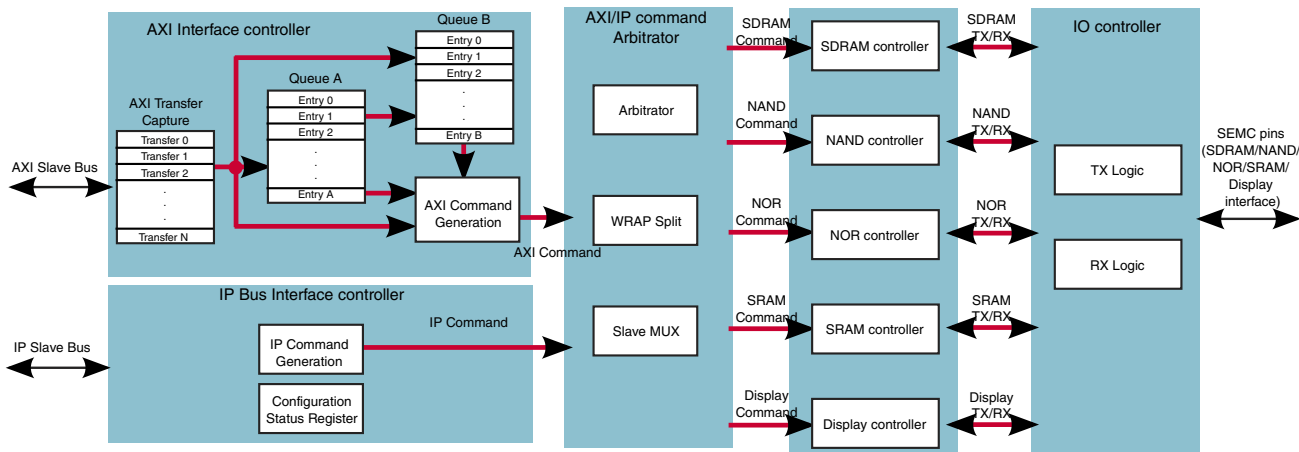 AXI Interface controller
Queue B
Entry 0
Entry 1
Entry 2
.
.
.
Entry B
Queue A
Entry 0
Entry 1
Entry 2
.
.
.
Entry A
AXI Transfer
Capture
Transfer 0
Transfer 1
Transfer 2
.
.
.
Transfer N
AXI Slave Bus
AXI Command
Generation
AXI Command
IP Bus Interface controller
IP Command
IP Command
Generation
Configuration
Status Register
IP Slave Bus
AXI/IP command
Arbitrator
Arbitrator
WRAP Split
Slave MUX
SDRAM
Command
NAND
Command
NOR
Command
SRAM
Command
Display
Command
SDRAM controller
NAND controller
NOR controller
SRAM controller
Display controller
SDRAM
TX/RX
NAND
TX/RX
NOR
TX/RX
SRAM
TX/RX
Display
TX/RX
IO controller
TX Logic
RX Logic
SEMC pins
(SDRAM/NAND/
NOR/SRAM/
Display
interface)